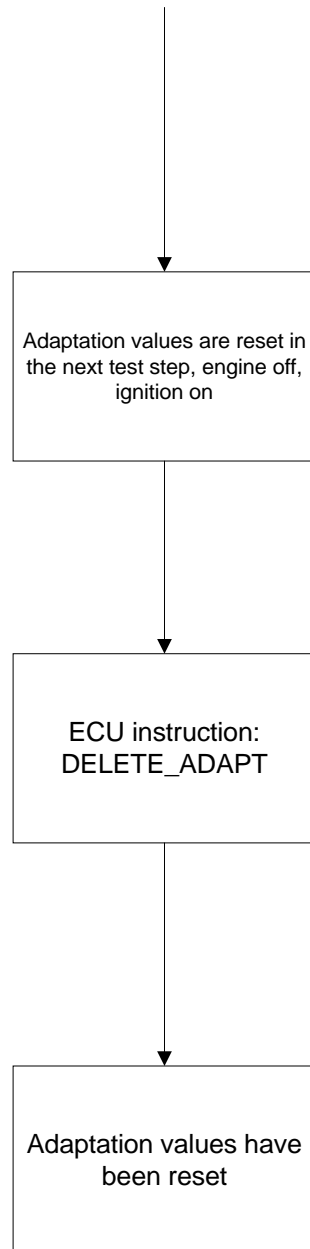 Adaptation values are reset in
the next test step, engine off,
ignition on
ECU instruction:
DELETE_ADAPT
Adaptation values have
been reset